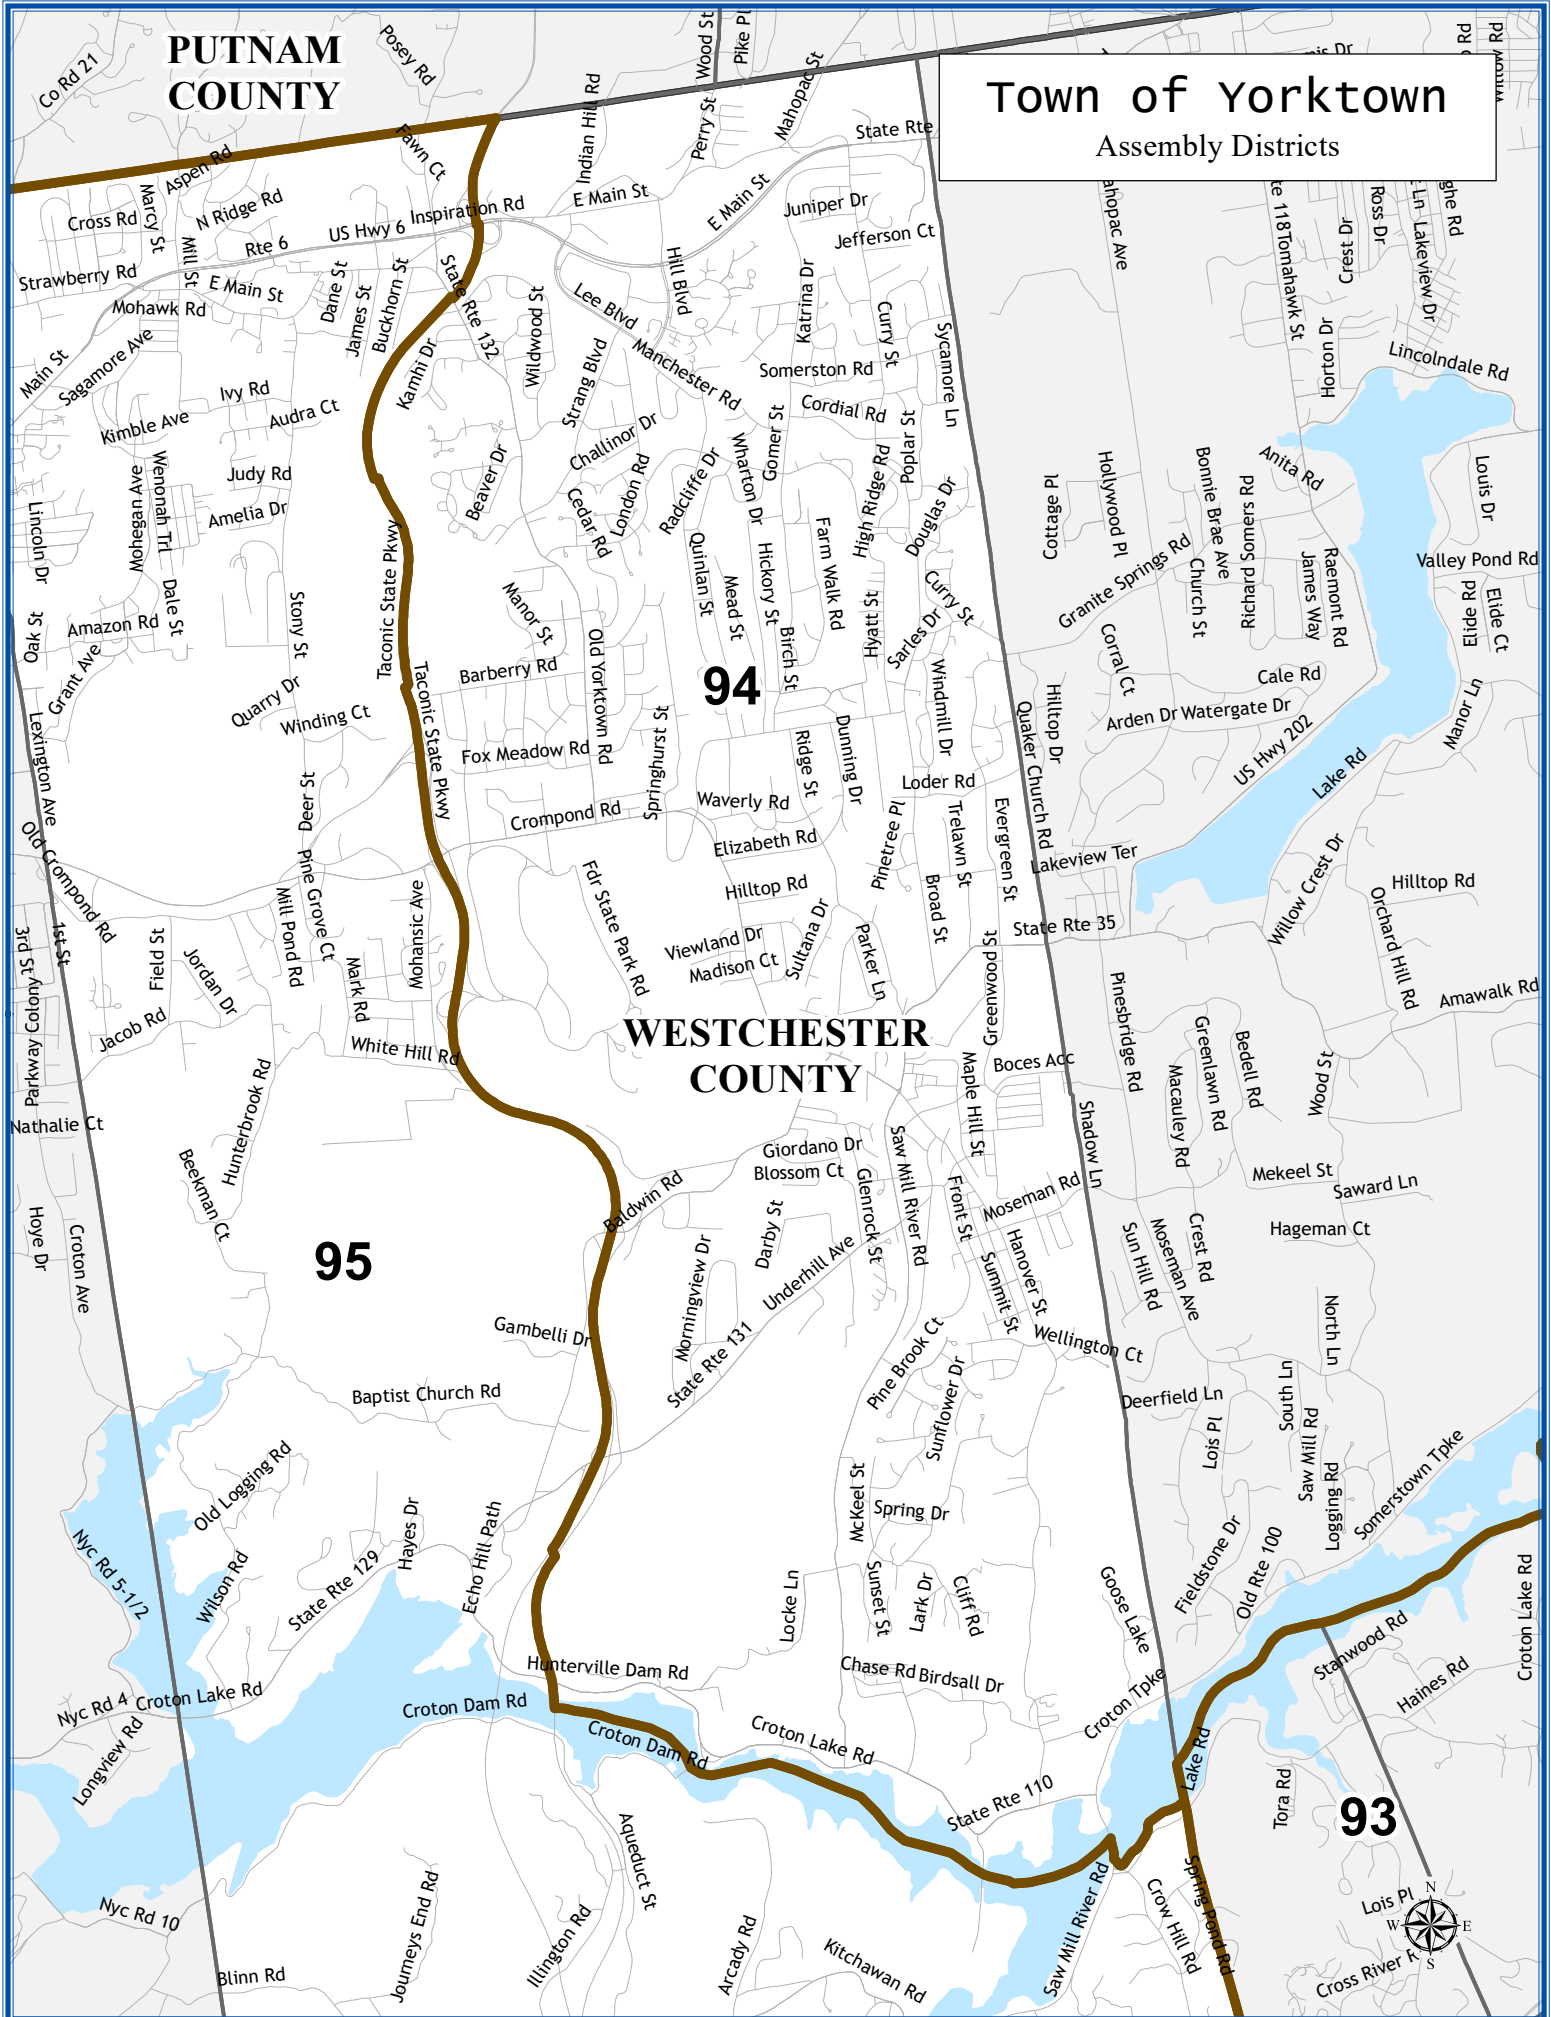 PUTNAM
COUNTY
Town of Yorktown
Assembly Districts
Co Rd 21
Posey Rd
Wood St
Pike Pl
Mahopac St
Perry St
Indian Hill Rd
State Rte
Fawn Ct
Aspen Rd
Marcy St
Cross Rd
N Ridge Rd
Inspiration Rd
US Hwy 6
Rte 6
E Main St
E Main St
Juniper Dr
Jefferson Ct
Mill St
Strawberry Rd
E Main St
Mohawk Rd
Dane St
James St
Buckhorn St
State Rte 132
Wildwood St
Lee Blvd
Hill Blvd
Katrina Dr
Curry St
Sycamore Ln
Main St
Sagamore Ave
Kamhi Dr
Strang Blvd
Manchester Rd
Somerston Rd
Ivy Rd
Audra Ct
Kimble Ave
Cordial Rd
Challinor Dr
Gomer St
Poplar St
Judy Rd
Amelia Dr
Wenonah Trl
Mohegan Ave
Lincoln Dr
Beaver Dr
Cedar Rd
London Rd
Radcliffe Dr
Wharton Dr
High Ridge Rd
Douglas Dr
Taconic State Pkwy
Quinlan St
Mead St
Hickory St
Farm Walk Rd
Hyatt St
Curry St
Sarles Dr
Oak St
Amazon Rd
Dale St
Stony St
Manor St
Old Yorktown Rd
Birch St
Windmill Dr
Grant Ave
Quarry Dr
Winding Ct
Barberry Rd
94
Taconic State Pkwy
Lexington Ave
Fox Meadow Rd
Springhurst St
Ridge St
Dunning Dr
Loder Rd
Deer St
Crompond Rd
Waverly Rd
Elizabeth Rd
Pinetree Pl
Trelawn St
Evergreen St
Quaker Church Rd
Hilltop Dr
Old Crompond Rd
Pine Grove Ct
Mill Pond Rd
Mohansic Ave
Fdr State Park Rd
Hilltop Rd
Broad St
Lakeview Ter
State Rte 35
3rd St
1st St
Field St
Jordan Dr
Mark Rd
Viewland Dr
Madison Ct
Sultana Dr
Parker Ln
Greenwood St
Parkway Colony
Jacob Rd
White Hill Rd
WESTCHESTER
COUNTY
Boces Acc
Maple Hill St
Nathalie Ct
Hunterbrook Rd
Beekman Ct
Giordano Dr
Blossom Ct
Saw Mill River Rd
Shadow Ln
Baldwin Rd
Glenrock St
Front St
Moseman Rd
Hoye Dr
Croton Ave
95
Darby St
Morningview Dr
Underhill Ave
Hanover St
Summit St
Gambelli Dr
State Rte 131
Pine Brook Ct
Wellington Ct
Baptist Church Rd
Sunflower Dr
Old Logging Rd
McKeel St
Spring Dr
Nyc Rd 5-1/2
Wilson Rd
State Rte 129
Hayes Dr
Echo Hill Path
Locke Ln
Sunset St
Lark Dr
Cliff Rd
Goose Lake
Hunterville Dam Rd
Chase Rd
Birdsall Dr
Nyc Rd 4
Croton Lake Rd
Longview Rd
Croton Dam Rd
Croton Dam Rd
Croton Lake Rd
Croton Tpke
State Rte 110
Lake Rd
Aqueduct St
Nyc Rd 10
Blinn Rd
Journeys End Rd
Illington Rd
Arcady Rd
Kitchawan Rd
Saw Mill River Rd
Crow Hill Rd
Spring Pond Rd
ahopac Ave
te 118
Tomahawk St
Crest Dr
Ross Dr
Lakeview Dr
Horton Dr
Lincolndale Rd
Anita Rd
Louis Dr
Cottage Pl
Hollywood Pl
Bonnie Brae Ave
Richard Somers Rd
Granite Springs Rd
Church St
James Way
Raemont Rd
Valley Pond Rd
Elide Rd
Elide Ct
Corral Ct
Cale Rd
Arden Dr
Watergate Dr
US Hwy 202
Manor Ln
Lake Rd
Willow Crest Dr
Hilltop Rd
Orchard Hill Rd
Amawalk Rd
Pinesbridge Rd
Greenlawn Rd
Bedell Rd
Macauley Rd
Wood St
Mekeel St
Saward Ln
Hageman Ct
Crest Rd
Moseman Ave
Sun Hill Rd
North Ln
South Ln
Deerfield Ln
Lois Pl
Saw Mill Rd
Logging Rd
Somerstown Tpke
Fieldstone Dr
Old Rte 100
Stanwood Rd
Haines Rd
Croton Lake Rd
Tora Rd
93
Lois Pl
Cross River R
N
W
E
S